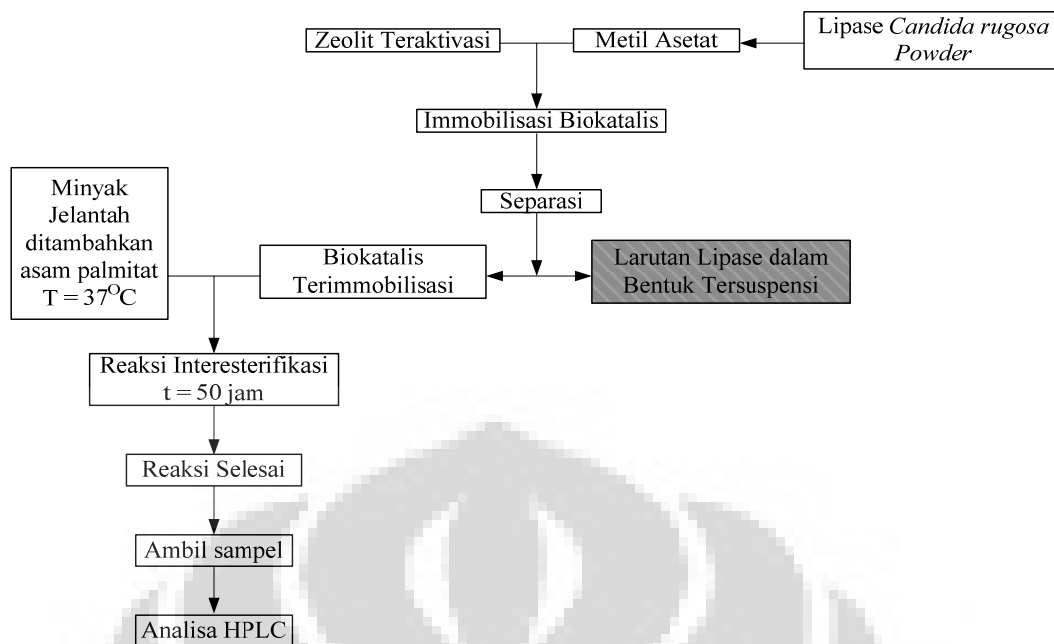 Zeolit Teraktivasi
Metil Asetat
Lipase Candida rugosa
Powder
Immobilisasi Biokatalis
Separasi
Minyak
Jelantah
ditambahkan
asam palmitat
T = 37ᴼC
Biokatalis
Terimmobilisasi
Larutan Lipase dalam
Bentuk Tersuspensi
Reaksi Interesterifikasi
t = 50 jam
Reaksi Selesai
Ambil sampel
Analisa HPLC